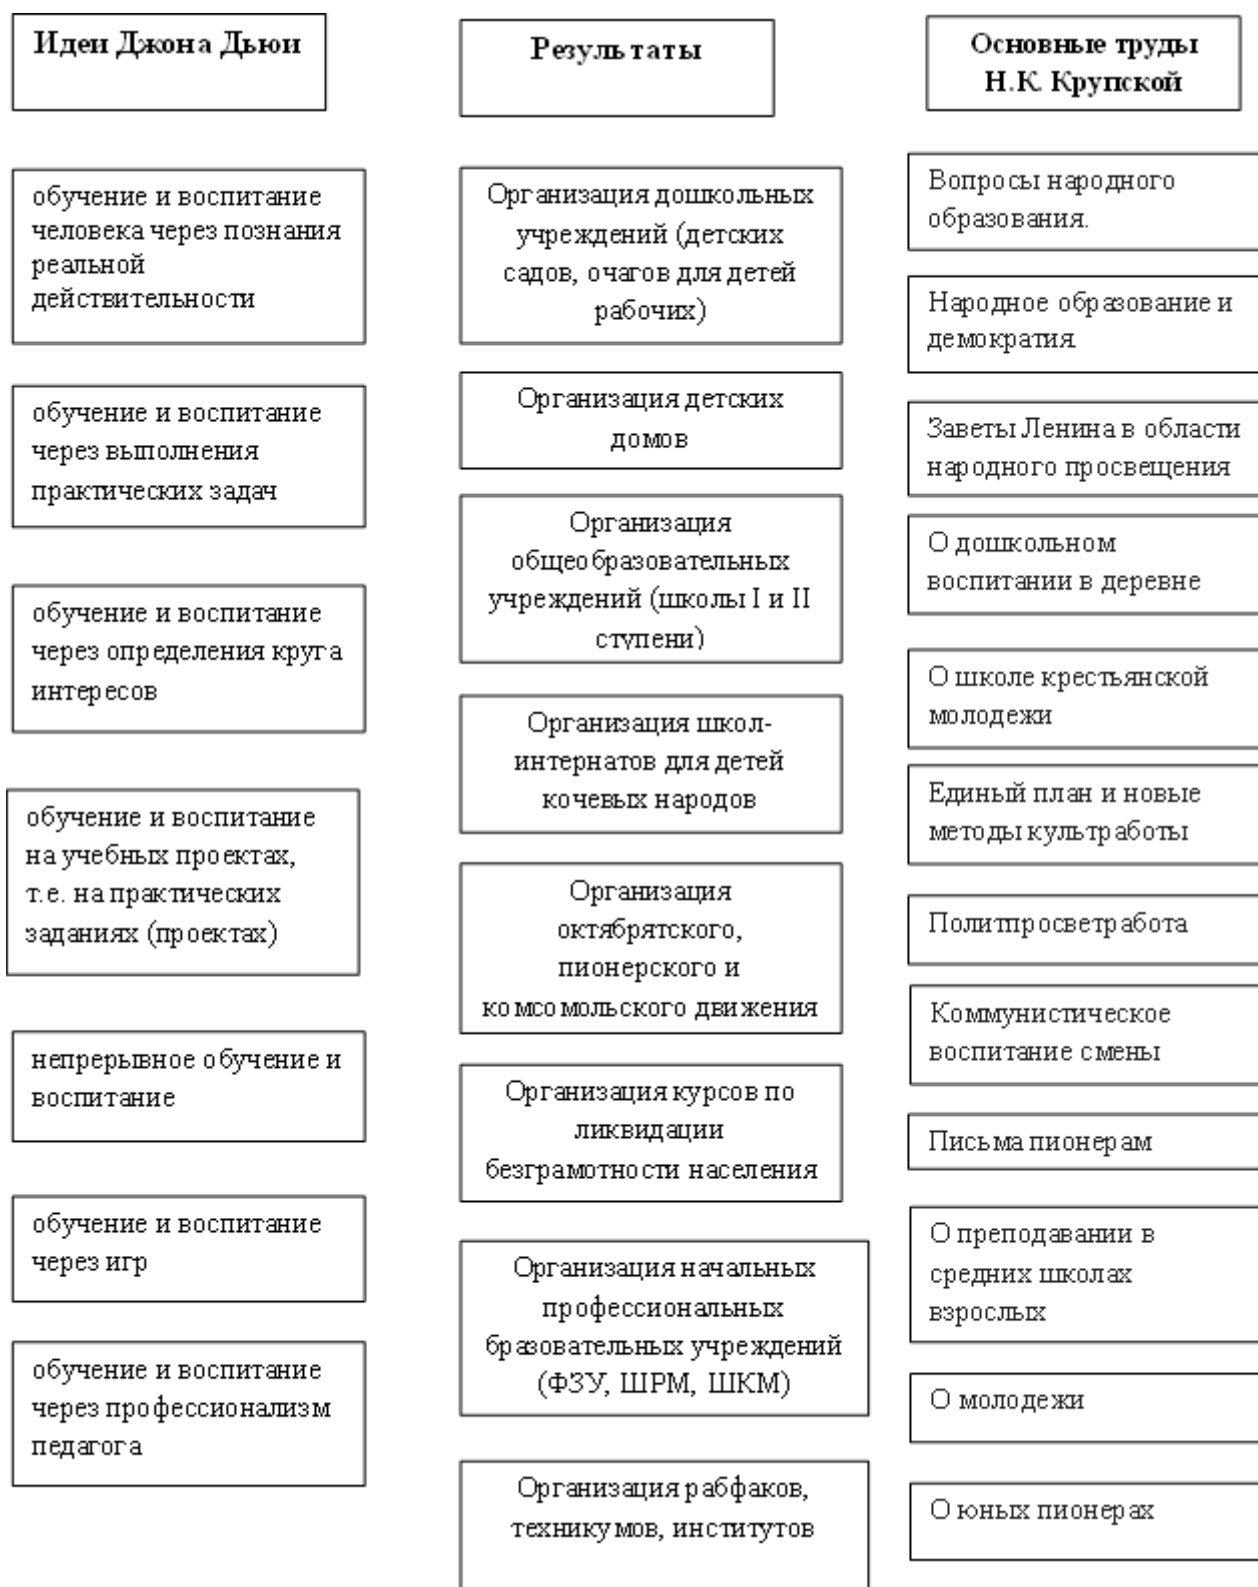 Идеи Джона Дьюи
обучение и воспитание
человека через познания
реальной
действительности
обучение и воспитание
через выполнения
практических задач
обучение и воспитание
через определения круга
интересов
обучение и воспитание
на учебных проектах,
т.е. на практических
заданиях (проектах)
непрерывное обучение и
воспитание
обучение и воспитание
через игр
обучение и воспитание
через профессионализм
педагога
Результаты
Организация дошкольных
учреждений (детских
садов, очагов для детей
рабочих)
Организация детских
домов
Организация
общеобразовательных
учреждений (школы I и II
ступени)
Организация школ-
интернатов для детей
кочевых народов
Организация
октябрятского,
пионерского и
комсомольского движения
Организация курсов по
ликвидации
безграмотности населения
Организация начальных
профессиональных
бразовательных учреждений
(ФЗУ, ШРМ, ШКМ)
Организация рабфаков,
техникумов, институтов
Основные труды
Н.К. Крупской
Вопросы народного
образования.
Народное образование и
демократия.
Заветы Ленина в области
народного просвещения
О дошкольном
воспитании в деревне
О школе крестьянской
молодежи
Единый план и новые
методы культработы
Политпросветработа
Коммунистическое
воспитание смены
Письма пионерам
О преподавании в
средних школах
взрослых
О молодежи
О юных пионерах